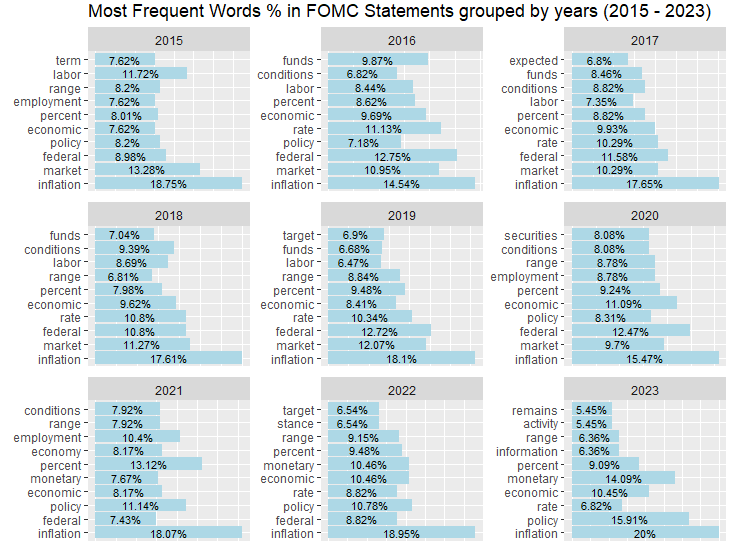 Most Frequent Words % in FOMC Statements grouped by years (2015 - 2023)
2015
term 7.62%
labor 11.72%
range 8.2%
employment 7.62%
percent 8.01%
economic 7.62%
policy 8.2%
federal 8.98%
market 13.28%
inflation 18.75%
2016
funds 9.87%
conditions 6.82%
labor 8.44%
percent 8.62%
economic 9.69%
rate 11.13%
policy 7.18%
federal 12.75%
market 10.95%
inflation 14.54%
2017
expected 6.8%
funds 8.46%
conditions 8.82%
labor 7.35%
percent 8.82%
economic 9.93%
rate 10.29%
federal 11.58%
market 10.29%
inflation 17.65%
2018
funds 7.04%
conditions 9.39%
labor 8.69%
range 6.81%
percent 7.98%
economic 9.62%
rate 10.8%
federal 10.8%
market 11.27%
inflation 17.61%
2019
target 6.9%
funds 6.68%
labor 6.47%
range 8.84%
percent 9.48%
economic 8.41%
rate 10.34%
federal 12.72%
market 12.07%
inflation 18.1%
2020
securities 8.08%
conditions 8.08%
range 8.78%
employment 8.78%
percent 9.24%
economic 11.09%
policy 8.31%
federal 12.47%
market 9.7%
inflation 15.47%
2021
conditions 7.92%
range 7.92%
employment 10.4%
economy 8.17%
percent 13.12%
monetary 7.67%
economic 8.17%
policy 11.14%
federal 7.43%
inflation 18.07%
2022
target 6.54%
stance 6.54%
range 9.15%
percent 9.48%
monetary 10.46%
economic 10.46%
rate 8.82%
policy 10.78%
federal 8.82%
inflation 18.95%
2023
remains 5.45%
activity 5.45%
range 6.36%
information 6.36%
percent 9.09%
monetary 14.09%
economic 10.45%
rate 6.82%
policy 15.91%
inflation 20%